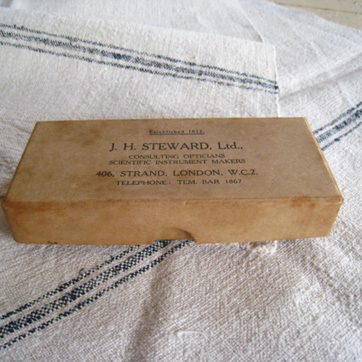 Established 1852.
J. H. STEWARD, Ltd.,
CONSULTING OPTICIANS
SCIENTIFIC INSTRUMENT MAKERS
406, STRAND, LONDON, W.C.2.
TELEPHONE: TEM. BAR 1867